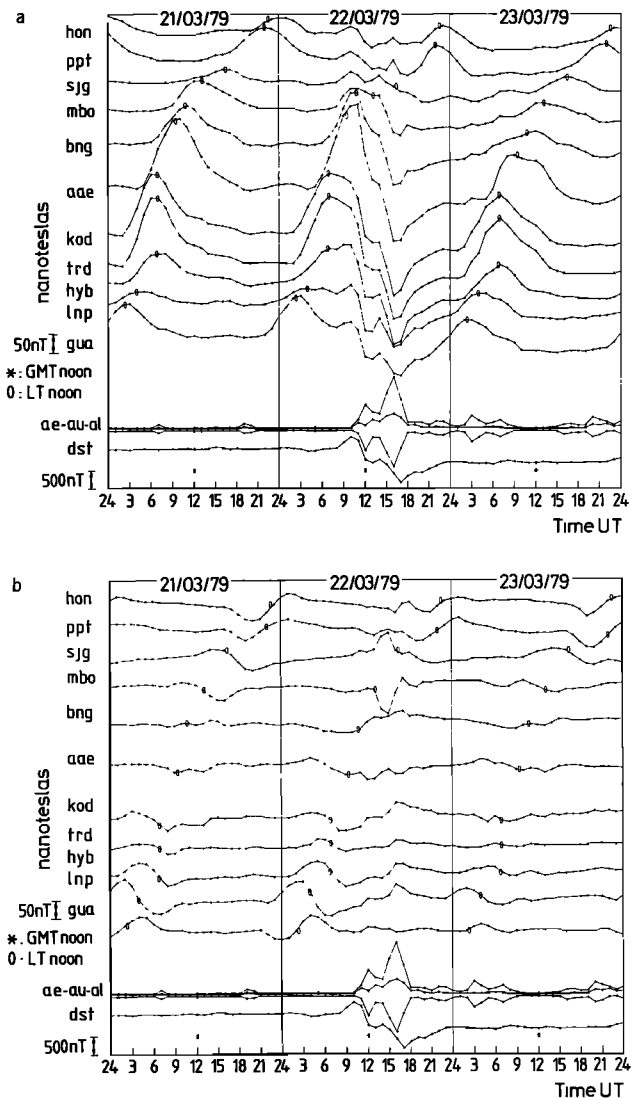 a
21/03/79 22/03/79 23/03/79
hon
ppt
sjg
mbo
bng
aae
kod
trd
hyb
lnp
gua
nanoteslas
50nT
*: GMT noon
0: LT noon
ae-au-al
dst
500nT
24 3 6 9 12 15 18 21 24 3 6 9 12 15 18 21 24 3 6 9 12 15 18 21 24
Time UT
b
21/03/79 22/03/79 23/03/79
hon
ppt
sjg
mbo
bng
aae
kod
trd
hyb
lnp
gua
nanoteslas
50nT
*. GMT noon
0· LT noon
ae-au-al
dst
500nT
24 3 6 9 12 15 18 21 24 3 6 9 12 15 18 21 24 3 6 9 12 15 18 21 24
Time UT